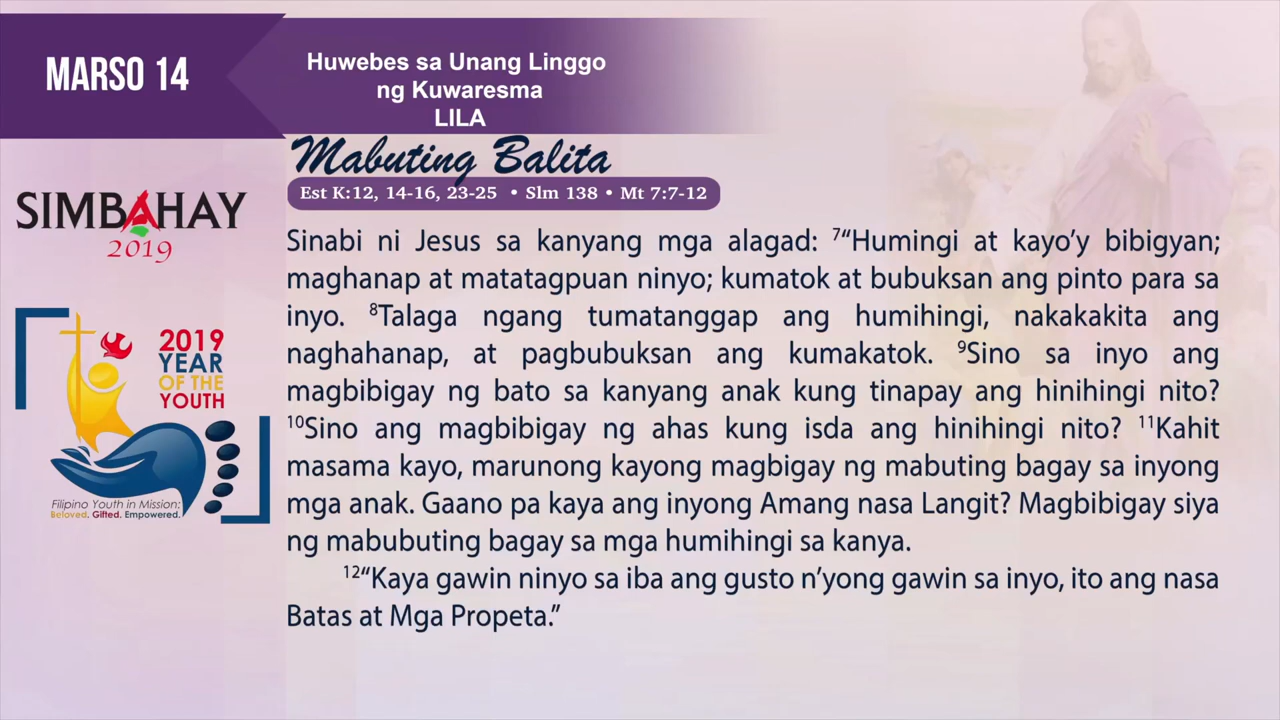 MARSO 14
Huwebes sa Unang Linggo
ng Kuwaresma
LILA
Mabuting Balita
Est K:12, 14-16, 23-25 • Slm 138 • Mt 7:7-12
SIMBAHAY
2019
2019
YEAR
OF THE
YOUTH
Filipino Youth in Mission:
Beloved. Gifted. Empowered.
Sinabi ni Jesus sa kanyang mga alagad: ⁷“Humingi at kayo’y bibigyan;
maghanap at matatagpuan ninyo; kumatok at bubuksan ang pinto para sa
inyo. ⁸Talaga ngang tumatanggap ang humihingi, nakakakita ang
naghahanap, at pagbubuksan ang kumakatok. ⁹Sino sa inyo ang
magbibigay ng bato sa kanyang anak kung tinapay ang hinihingi nito?
¹⁰Sino ang magbibigay ng ahas kung isda ang hinihingi nito? ¹¹Kahit
masama kayo, marunong kayong magbigay ng mabuting bagay sa inyong
mga anak. Gaano pa kaya ang inyong Amang nasa Langit? Magbibigay siya
ng mabubuting bagay sa mga humihingi sa kanya.
¹²“Kaya gawin ninyo sa iba ang gusto n’yong gawin sa inyo, ito ang nasa
Batas at Mga Propeta.”